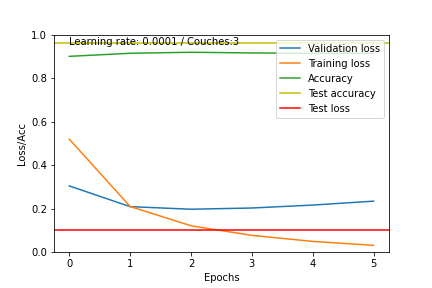 Learning rate: 0.0001 / Couches:3
Validation loss
Training loss
Accuracy
Test accuracy
Test loss
Loss/Acc
1.0
0.8
0.6
0.4
0.2
0.0
0 1 2 3 4 5
Epochs